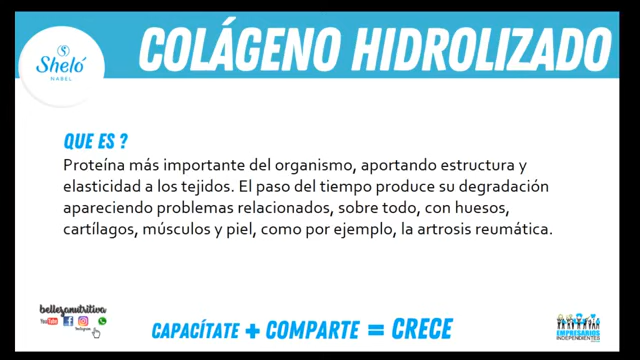 COLÁGENO HIDROLIZADO
S
Sheló
NABEL
QUE ES ?
Proteína más importante del organismo, aportando estructura y
elasticidad a los tejidos. El paso del tiempo produce su degradación
apareciendo problemas relacionados, sobre todo, con huesos,
cartílagos, músculos y piel, como por ejemplo, la artrosis reumática.
bellezanutritiva
YouTube
Instagram
CAPACÍTATE + COMPARTE = CRECE
EMPRESARIOS
INDEPENDIENTES